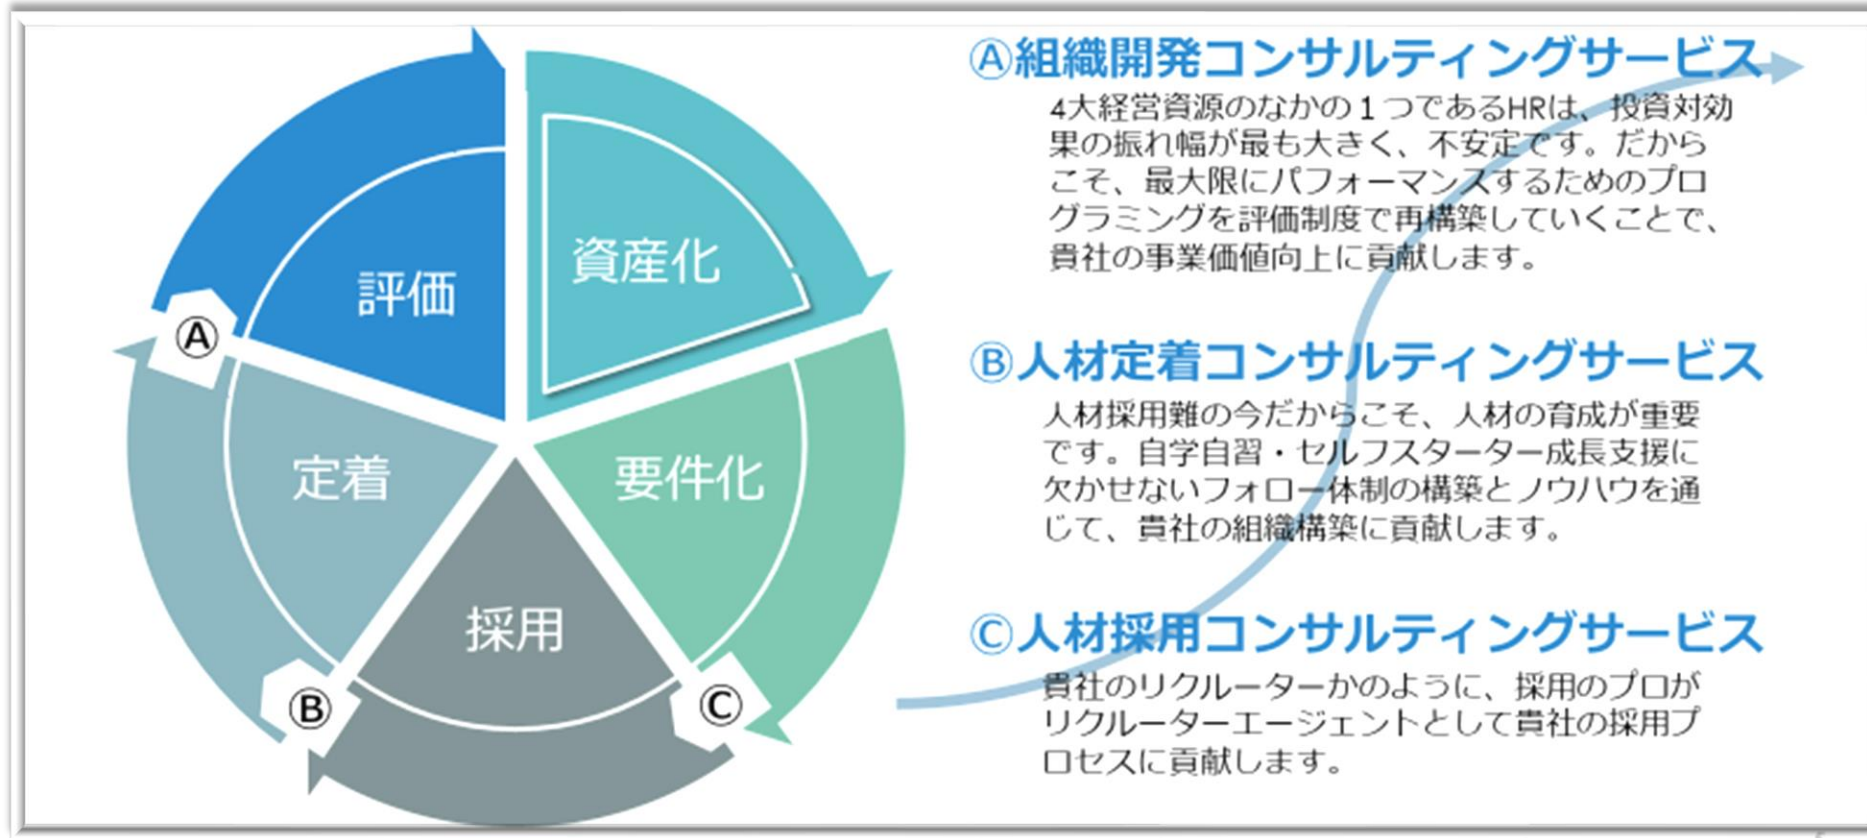 評価
資産化
要件化
採用
定着
Ⓐ
Ⓑ
Ⓒ
Ⓐ組織開発コンサルティングサービス
4大経営資源のなかの１つであるHRは、投資対効
果の振れ幅が最も大きく、不安定です。だから
こそ、最大限にパフォーマンスするためのプロ
グラミングを評価制度で再構築していくことで、
貴社の事業価値向上に貢献します。
Ⓑ人材定着コンサルティングサービス
人材採用難の今だからこそ、人材の育成が重要
です。自学自習・セルフスターター成長支援に
欠かせないフォロー体制の構築とノウハウを通
じて、貴社の組織構築に貢献します。
Ⓒ人材採用コンサルティングサービス
貴社のリクルーターかのように、採用のプロが
リクルーターエージェントとして貴社の採用プ
ロセスに貢献します。